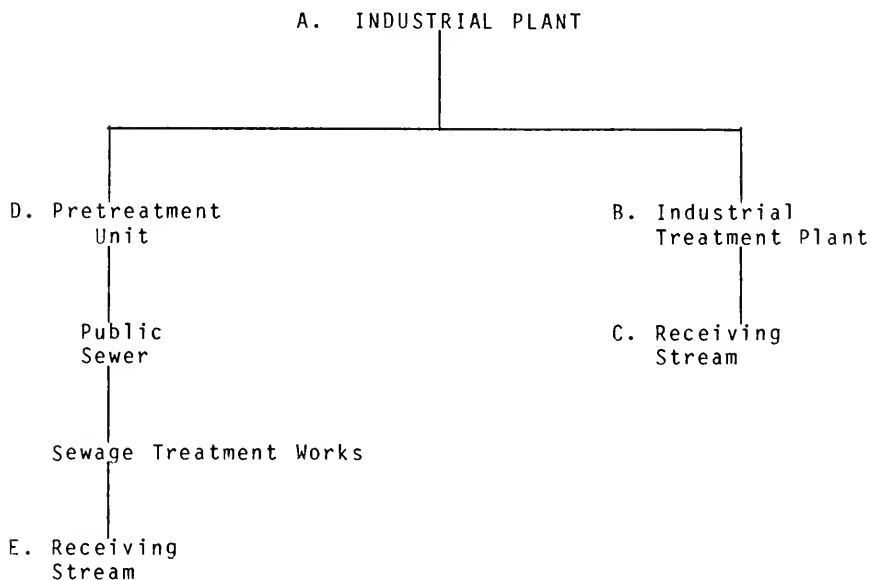 A. INDUSTRIAL PLANT
D. Pretreatment
Unit
B. Industrial
Treatment Plant
Public
Sewer
C. Receiving
Stream
Sewage Treatment Works
E. Receiving
Stream